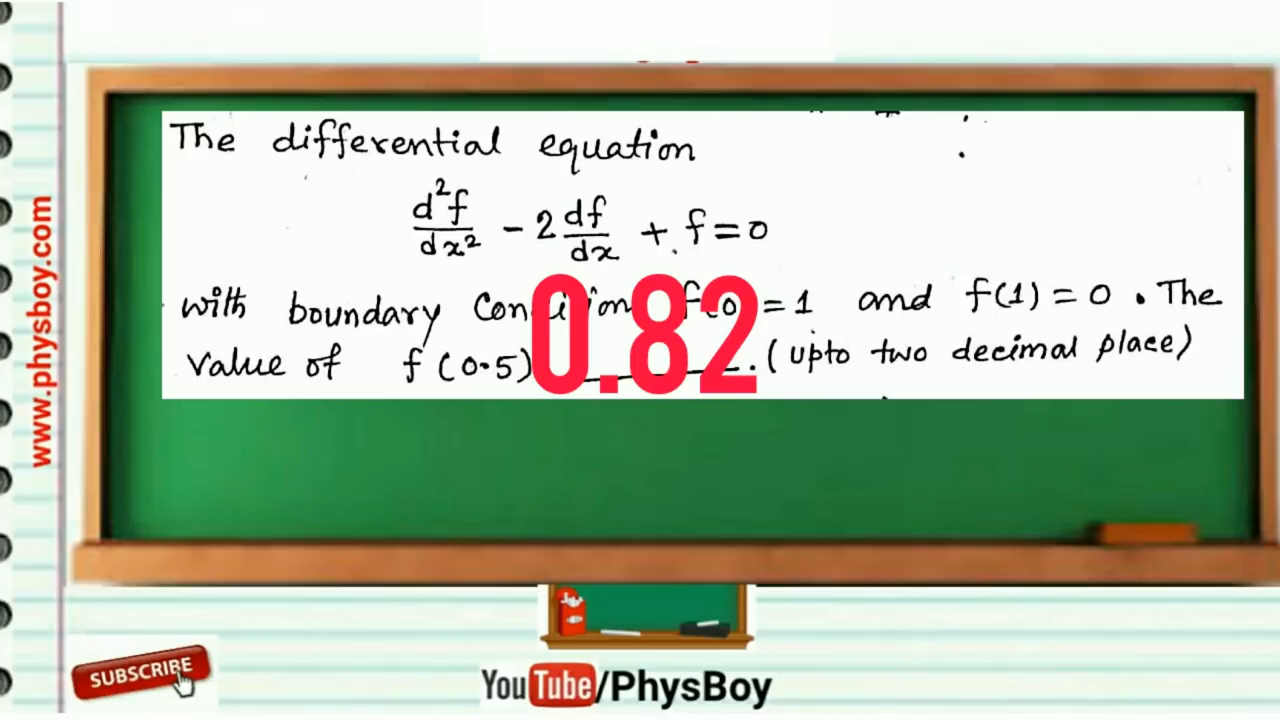 The differential equation
d²f/dx² - 2 df/dx + f = 0
with boundary f(0) = 1 and f(1) = 0. The
0.82
value of f(0.5) ______. (upto two decimal place)
www.physboy.com
SUBSCRIBE
YouTube/PhysBoy